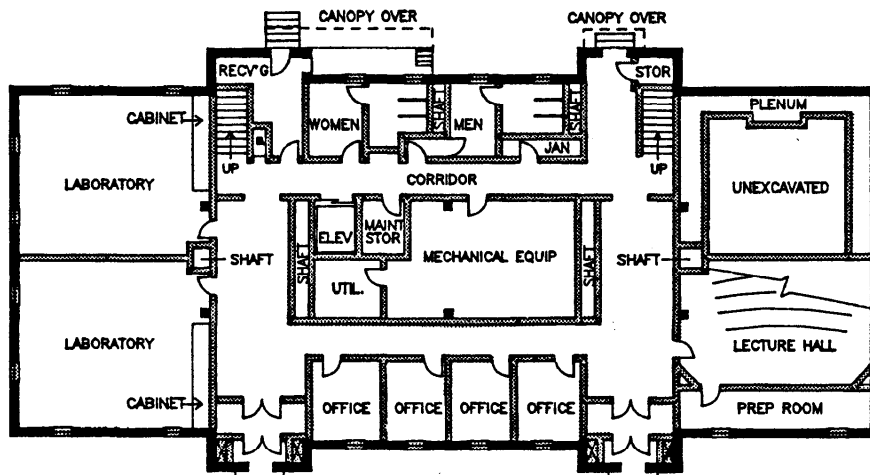 CANOPY OVER
CANOPY OVER
RECV'G
STOR
CABINET
WOMEN
SHAFT
MEN
SHAFT
JAN
PLENUM
UP
UP
LABORATORY
CORRIDOR
UNEXCAVATED
ELEV
MAINT
STOR
MECHANICAL EQUIP
SHAFT
SHAFT
SHAFT
SHAFT
UTIL.
LABORATORY
LECTURE HALL
CABINET
OFFICE
OFFICE
OFFICE
OFFICE
PREP ROOM